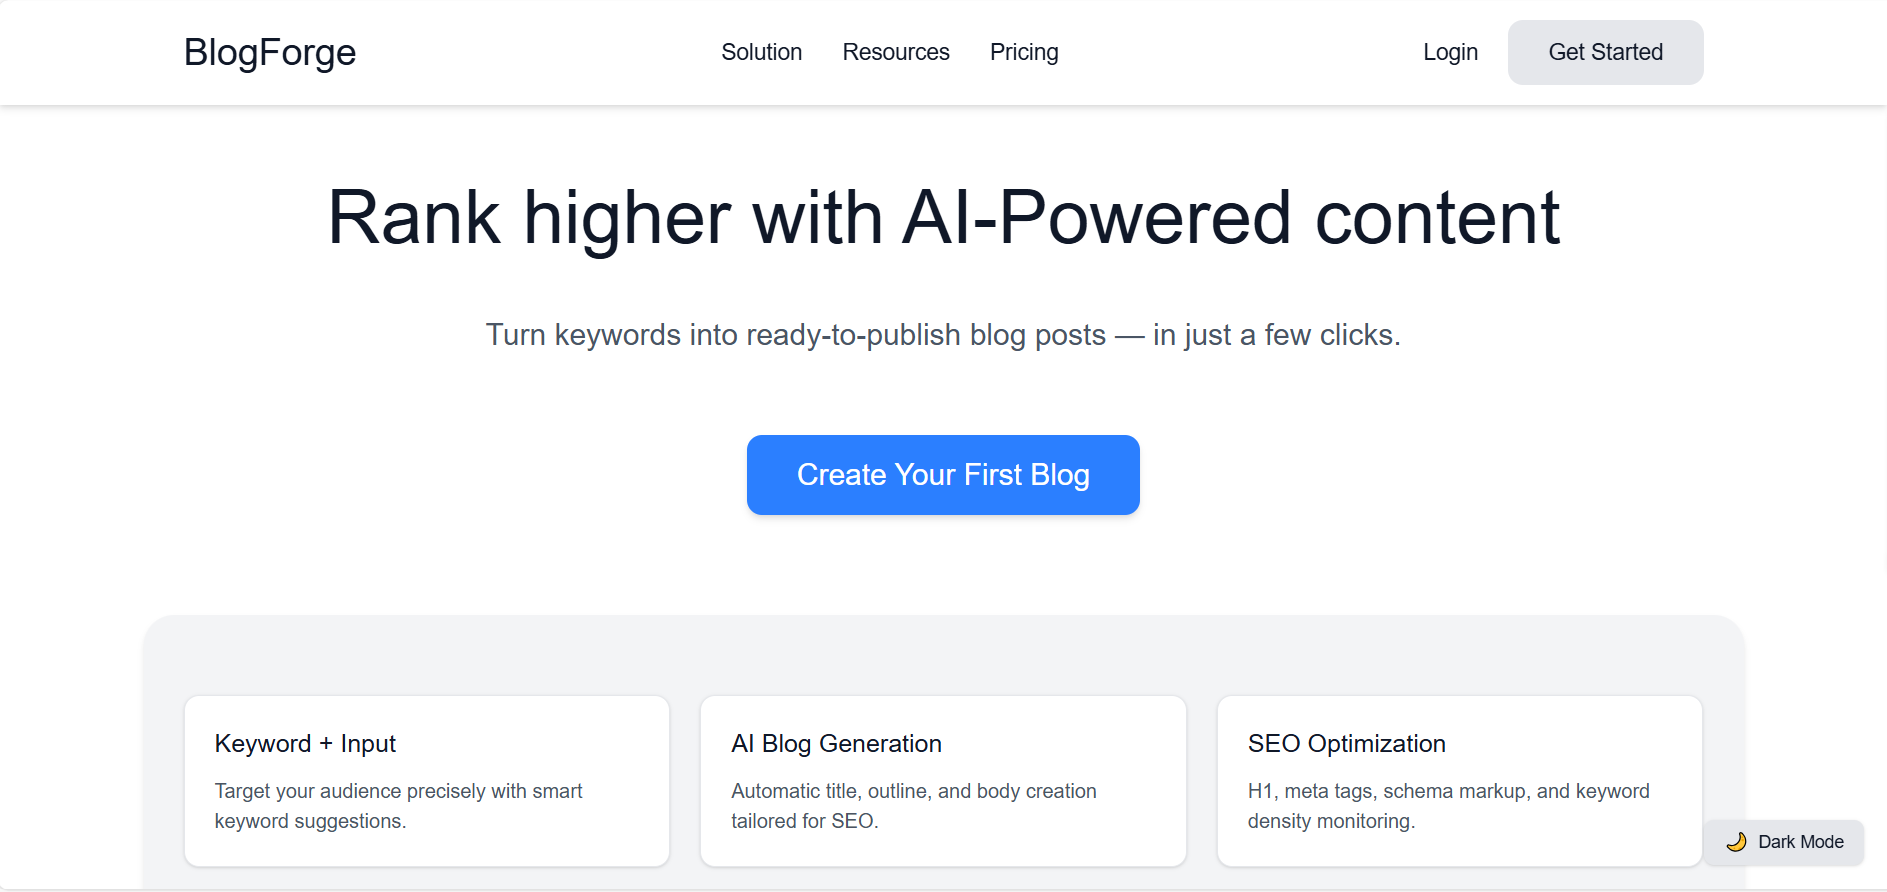 BlogForge
Solution Resources Pricing
Login Get Started
Rank higher with AI-Powered content
Turn keywords into ready-to-publish blog posts — in just a few clicks.
Create Your First Blog
Keyword + Input
Target your audience precisely with smart
keyword suggestions.
AI Blog Generation
Automatic title, outline, and body creation
tailored for SEO.
SEO Optimization
H1, meta tags, schema markup, and keyword
density monitoring.
🌙 Dark Mode